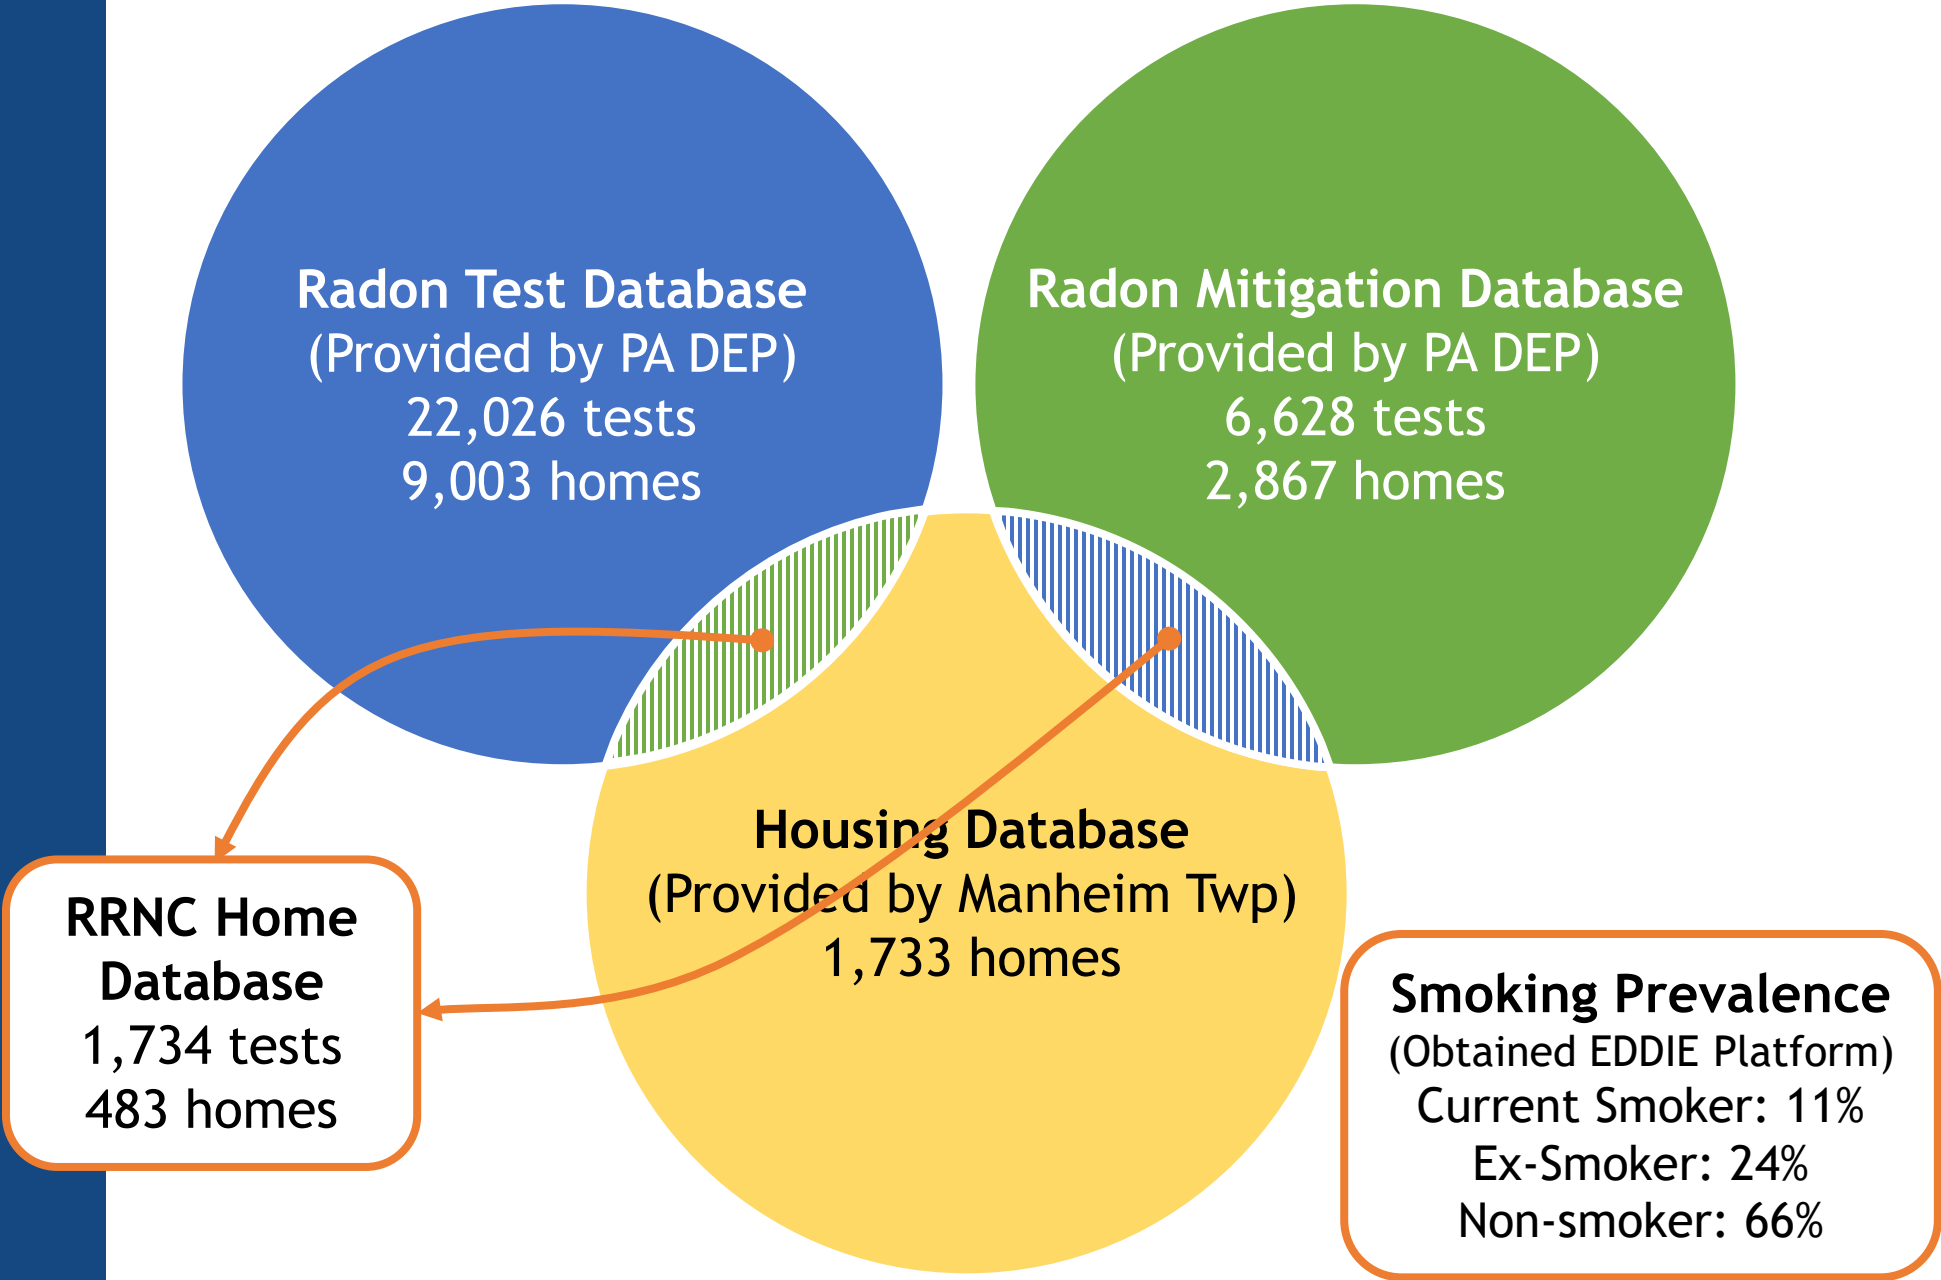 Radon Test Database
(Provided by PA DEP)
22,026 tests
9,003 homes
Radon Mitigation Database
(Provided by PA DEP)
6,628 tests
2,867 homes
Housing Database
(Provided by Manheim Twp)
1,733 homes
RRNC Home
Database
1,734 tests
483 homes
Smoking Prevalence
(Obtained EDDIE Platform)
Current Smoker: 11%
Ex-Smoker: 24%
Non-smoker: 66%